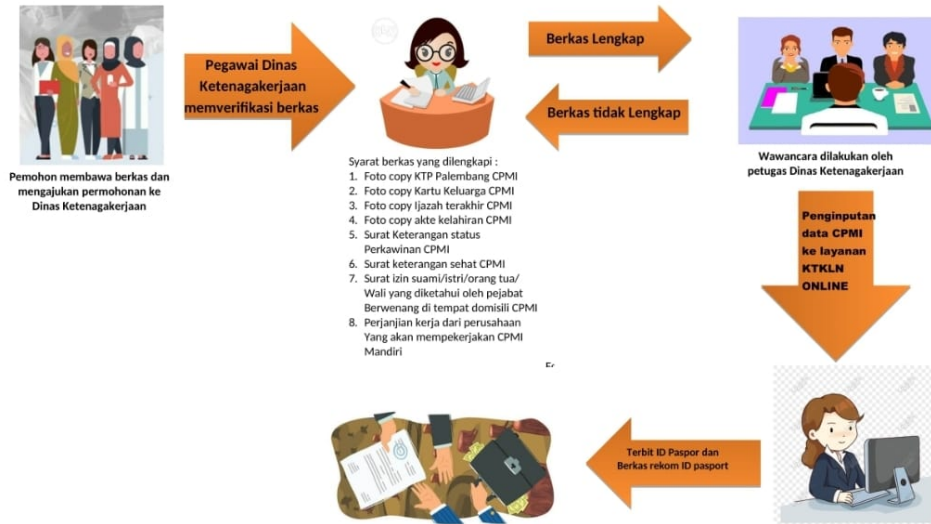 Pemohon membawa berkas dan
mengajukan permohonan ke
Dinas Ketenagakerjaan
Pegawai Dinas
Ketenagakerjaan
memverifikasi berkas
Berkas Lengkap
Berkas tidak Lengkap
Syarat berkas yang dilengkapi :
1. Foto copy KTP Palembang CPMI
2. Foto copy Kartu Keluarga CPMI
3. Foto copy Ijazah terakhir CPMI
4. Foto copy akte kelahiran CPMI
5. Surat Keterangan status
Perkawinan CPMI
6. Surat keterangan sehat CPMI
7. Surat izin suami/istri/orang tua/
Wali yang diketahui oleh pejabat
Berwenang di tempat domisili CPMI
8. Perjanjian kerja dari perusahaan
Yang akan mempekerjakan CPMI
Mandiri
Wawancara dilakukan oleh
petugas Dinas Ketenagakerjaan
Penginputan
data CPMI
ke layanan
KTKLN
ONLINE
Terbit ID Paspor dan
Berkas rekom ID pasport